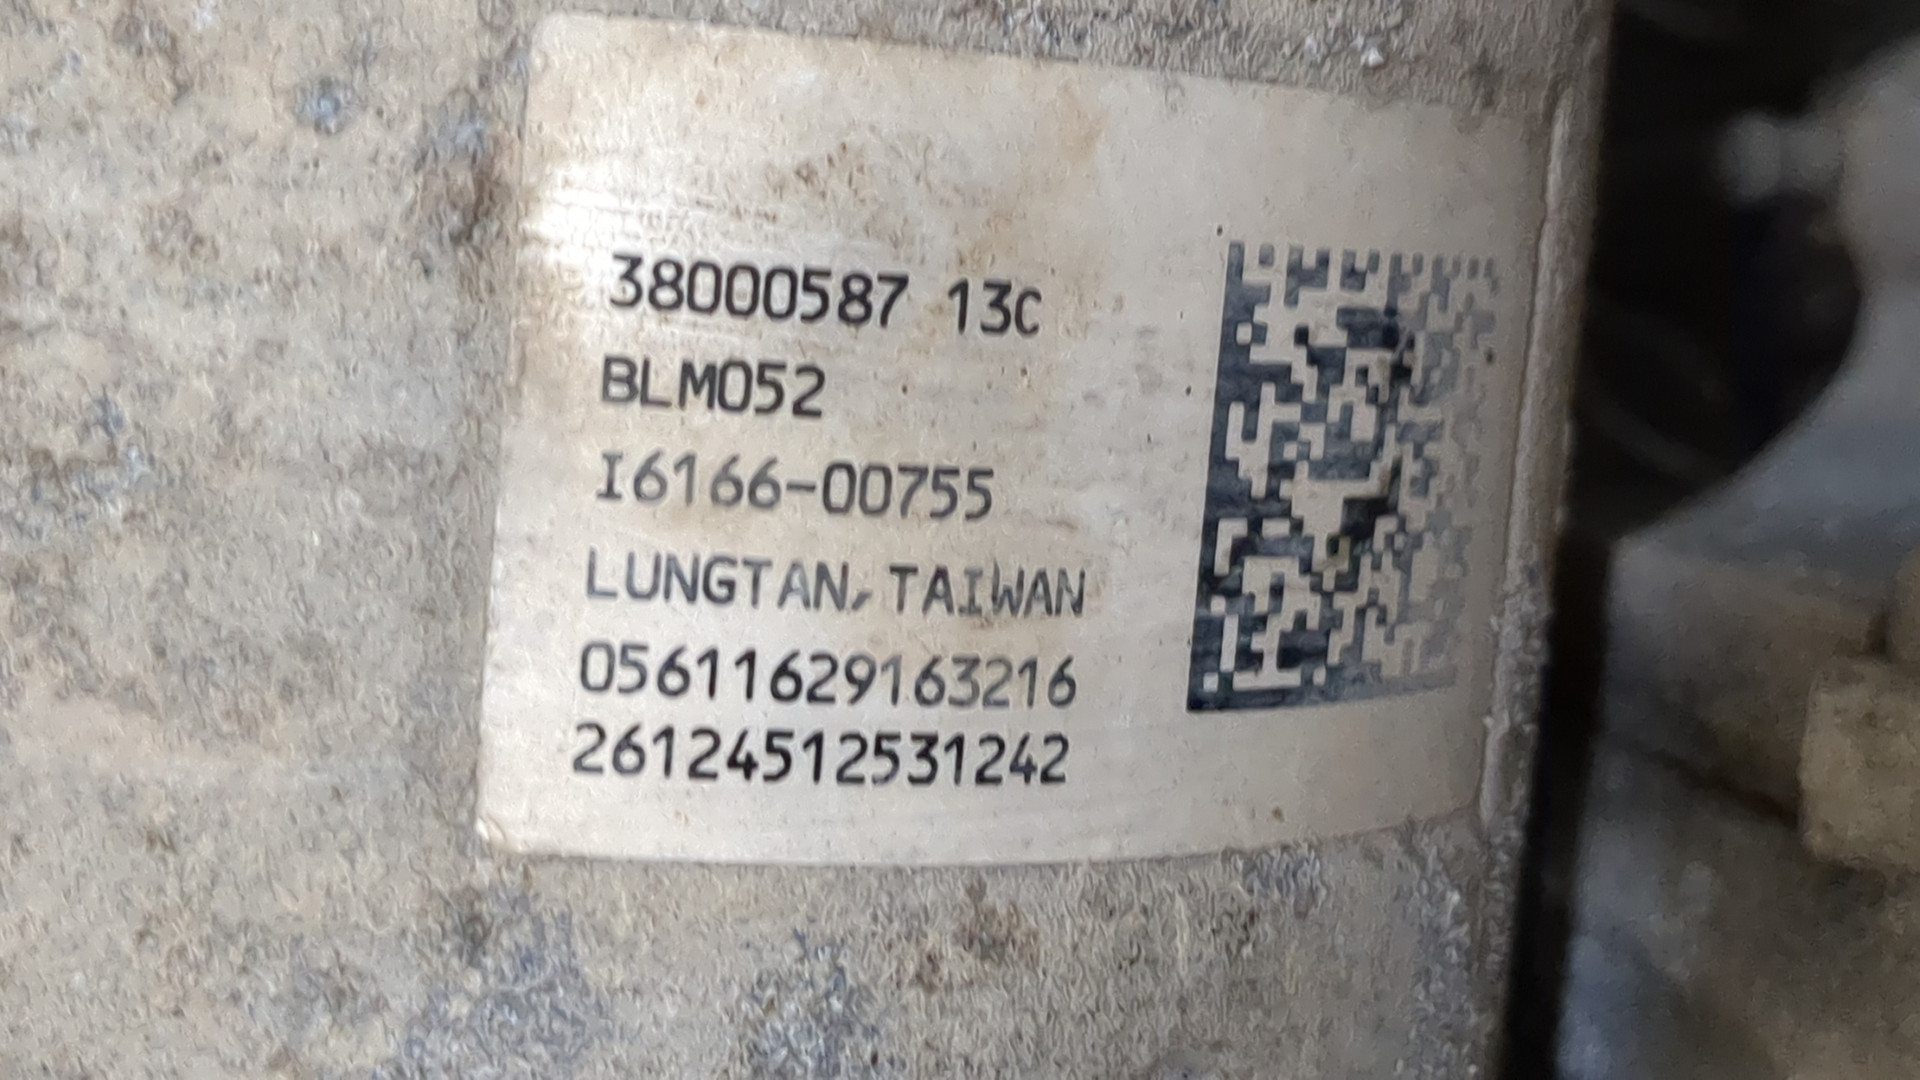 38000587 13C
BLM052
I6166-00755
LUNGTAN, TAIWAN
05611629163216
26124512531242